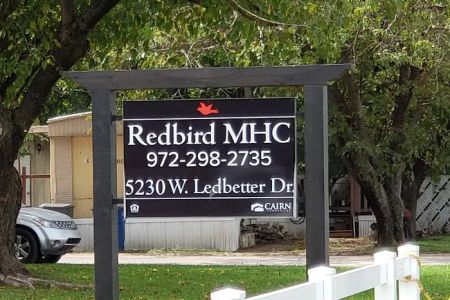 Redbird MHC
972-298-2735
5230 W. Ledbetter Dr.
CAIRN